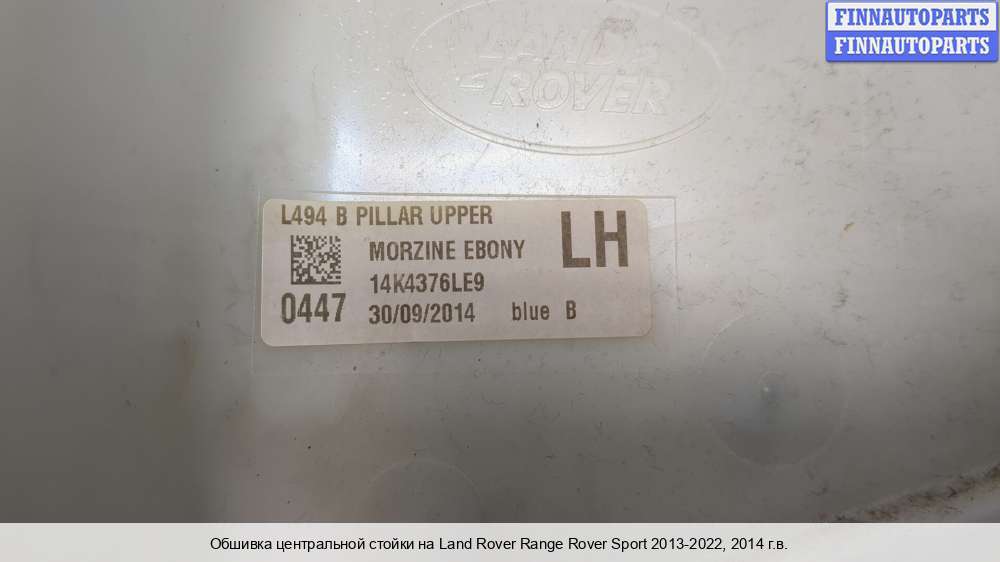 FINNAUTOPARTS
FINNAUTOPARTS
LAND
ROVER
L494 B PILLAR UPPER
LH
MORZINE EBONY
14K4376LE9
0447
30/09/2014 blue B
Обшивка центральной стойки на Land Rover Range Rover Sport 2013-2022, 2014 г.в.